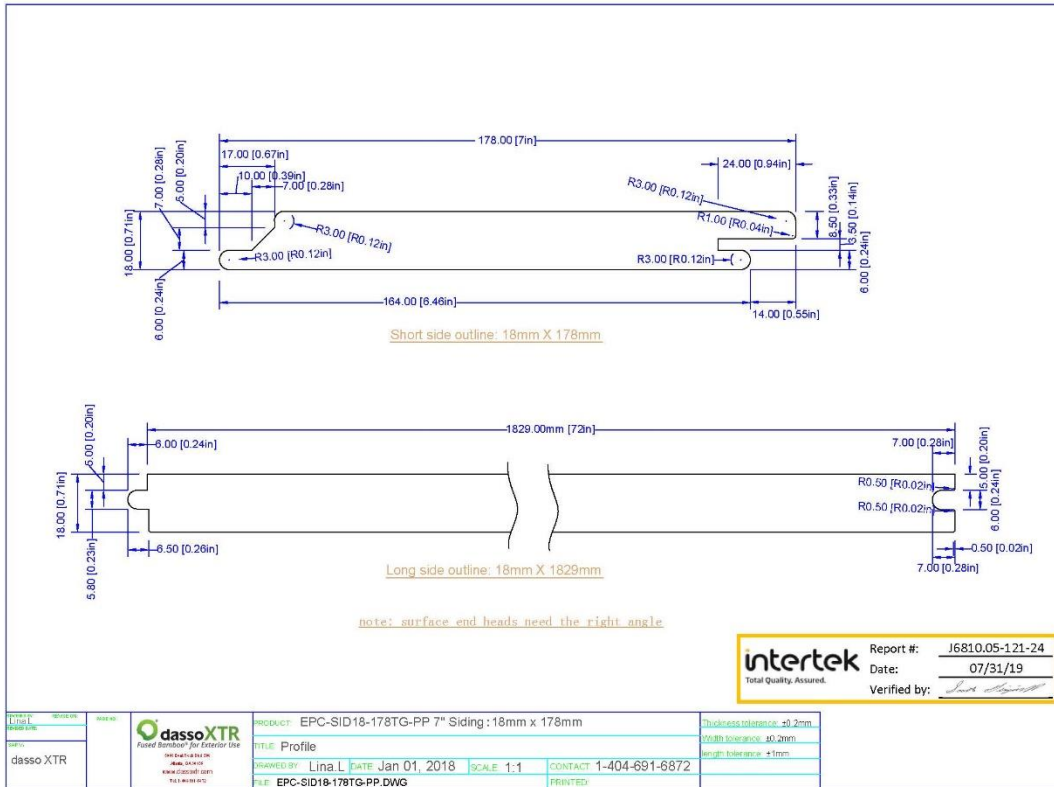 178.00 [7in]
17.00 [0.67in]
24.00 [0.94in]
10.00 [0.39in]
7.00 [0.28in]
7.00 [0.28in]
5.00 [0.20in]
18.00 [0.71in]
6.00 [0.24in]
R3.00 [R0.12in]
R3.00 [R0.12in]
R3.00 [R0.12in]
R1.00 [R0.04in]
R3.00 [R0.12in]
8.50 [0.33in]
3.50 [0.14in]
6.00 [0.24in]
164.00 [6.46in]
14.00 [0.55in]
Short side outline: 18mm X 178mm
1829.00mm [72in]
5.00 [0.20in]
6.00 [0.24in]
7.00 [0.28in]
18.00 [0.71in]
R0.50 [R0.02in]
R0.50 [R0.02in]
5.00 [0.20in]
6.00 [0.24in]
5.80 [0.23in]
6.50 [0.26in]
0.50 [0.02in]
7.00 [0.28in]
Long side outline: 18mm X 1829mm
note: surface end heads need the right angle
intertek
Total Quality. Assured.
Report #: J6810.05-121-24
Date: 07/31/19
Verified by:
Lina.L
dasso XTR
dassoXTR
Fused Bamboo® for Exterior Use
www.dassoxtr.com
PRODUCT: EPC-SID18-178TG-PP 7" Siding : 18mm x 178mm
TITLE: Profile
DRAWED BY Lina.L DATE Jan 01, 2018 SCALE 1:1 CONTACT 1-404-691-6872
FILE: EPC-SID18-178TG-PP.DWG PRINTED:
Thickness tolerance: ±0.2mm
Width tolerance: ±0.2mm
length tolerance: ±1mm